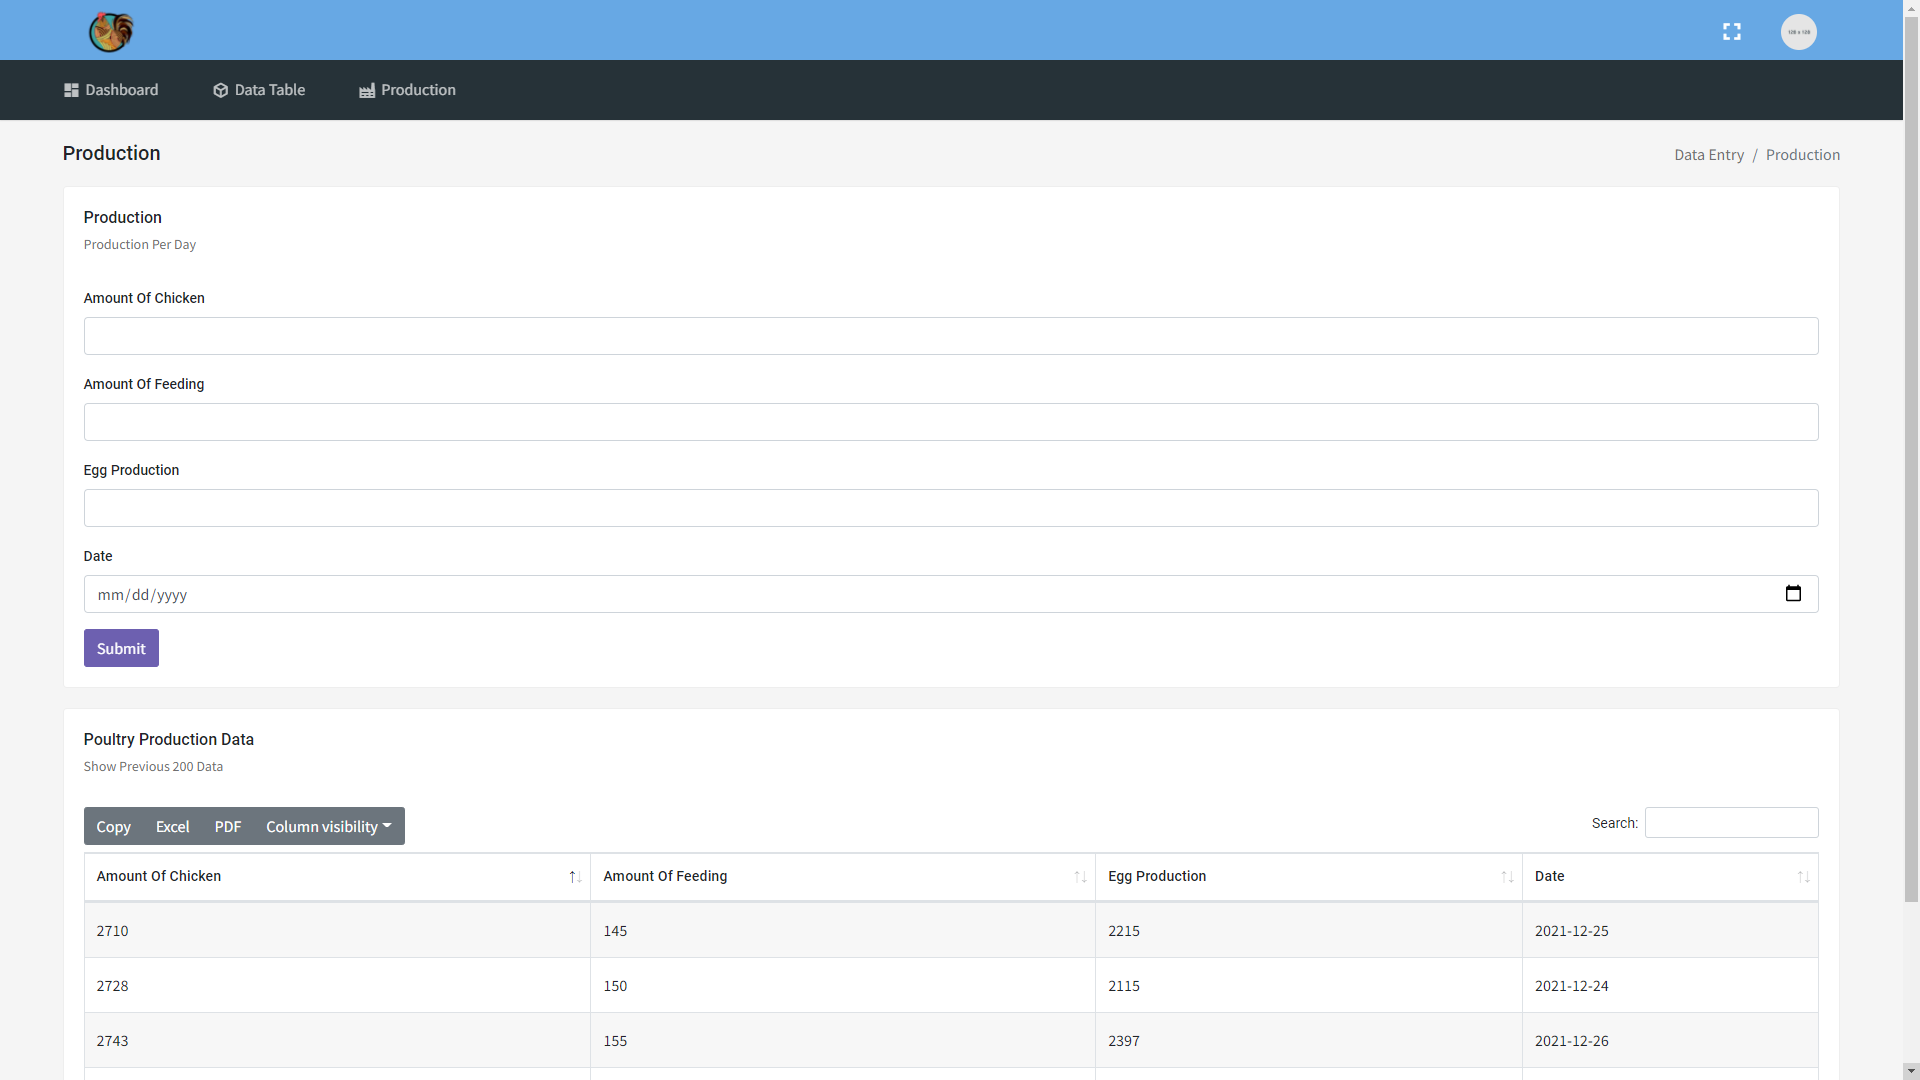 128 x 128
Dashboard Data Table Production
Production
Data Entry / Production
Production
Production Per Day
Amount Of Chicken
Amount Of Feeding
Egg Production
Date
mm/dd/yyyy
Submit
Poultry Production Data
Show Previous 200 Data
Copy Excel PDF Column visibility
Search:
Amount Of Chicken Amount Of Feeding Egg Production Date
2710 145 2215 2021-12-25
2728 150 2115 2021-12-24
2743 155 2397 2021-12-26